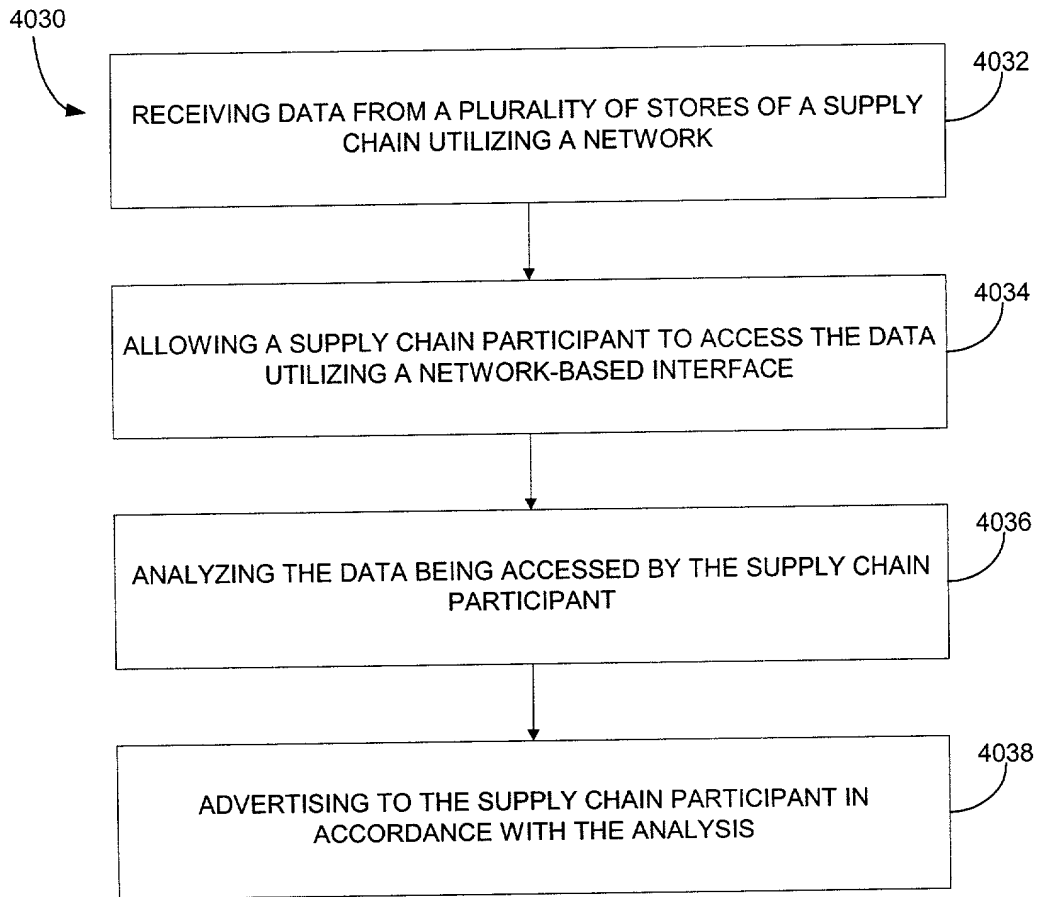 4030
4032
RECEIVING DATA FROM A PLURALITY OF STORES OF A SUPPLY
CHAIN UTILIZING A NETWORK
4034
ALLOWING A SUPPLY CHAIN PARTICIPANT TO ACCESS THE DATA
UTILIZING A NETWORK-BASED INTERFACE
4036
ANALYZING THE DATA BEING ACCESSED BY THE SUPPLY CHAIN
PARTICIPANT
4038
ADVERTISING TO THE SUPPLY CHAIN PARTICIPANT IN
ACCORDANCE WITH THE ANALYSIS